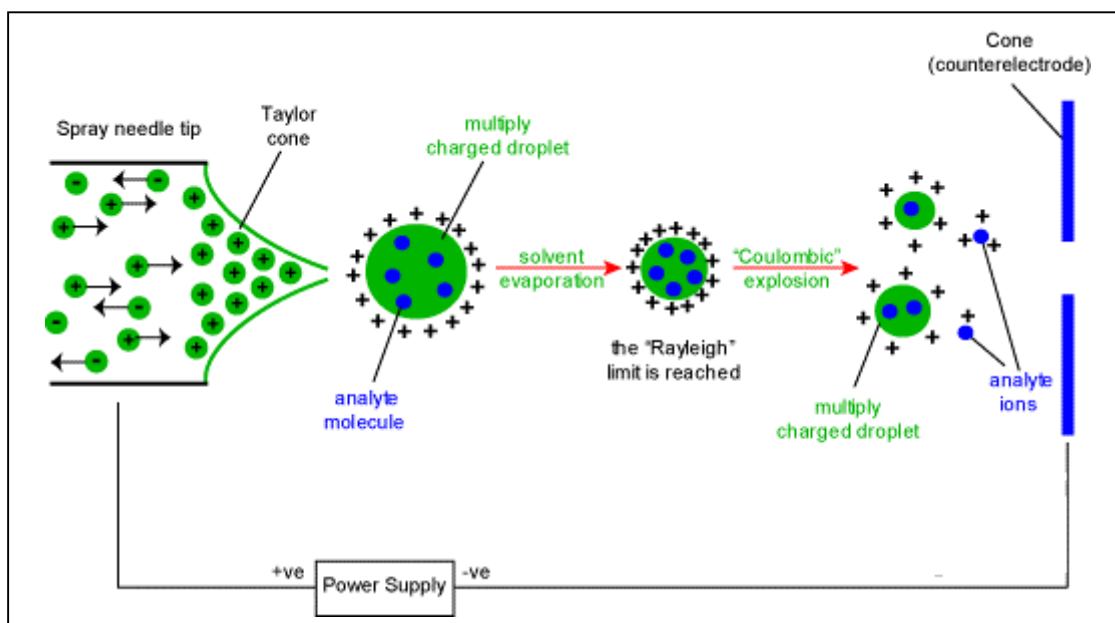 Cone
(counterelectrode)
Taylor
cone
Spray needle tip
multiply
charged droplet
solvent
evaporation
"Coulombic"
explosion
the "Rayleigh"
limit is reached
analyte
molecule
multiply
charged droplet
analyte
ions
+ve
Power Supply
-ve